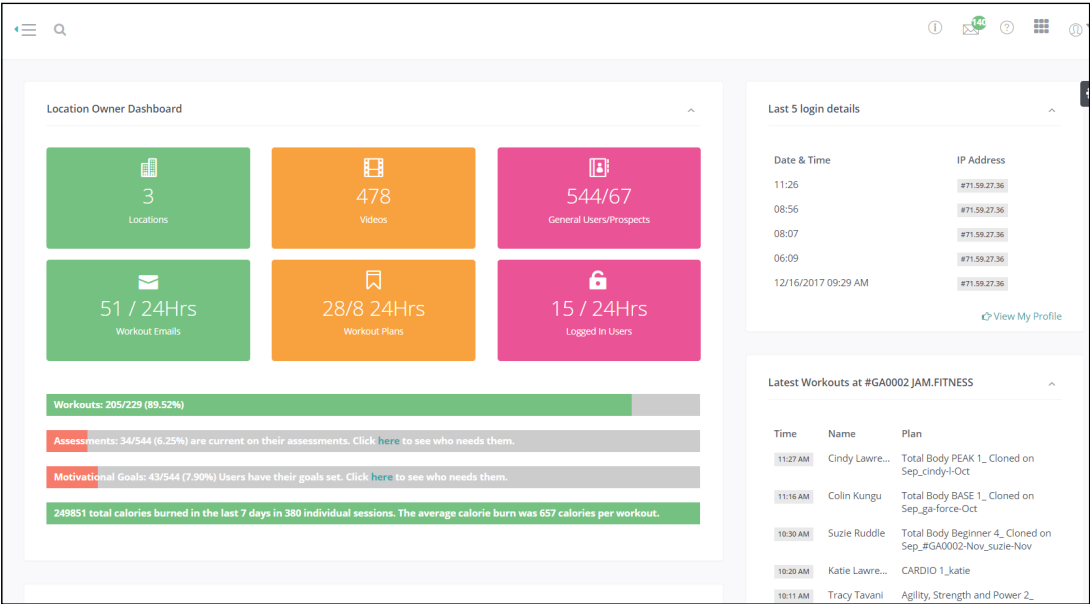 140
Location Owner Dashboard
3
Locations
478
Videos
544/67
General Users/Prospects
51 / 24Hrs
Workout Emails
28/8 24Hrs
Workout Plans
15 / 24Hrs
Logged In Users
Workouts: 205/229 (89.52%)
Assessments: 34/544 (6.25%) are current on their assessments. Click here to see who needs them.
Motivational Goals: 43/544 (7.90%) Users have their goals set. Click here to see who needs them.
249851 total calories burned in the last 7 days in 380 individual sessions. The average calorie burn was 657 calories per workout.
Last 5 login details
Date & Time IP Address
11:26 #71.59.27.36
08:56 #71.59.27.36
08:07 #71.59.27.36
06:09 #71.59.27.36
12/16/2017 09:29 AM #71.59.27.36
View My Profile
Latest Workouts at #GA0002 JAM.FITNESS
Time Name Plan
11:27 AM Cindy Lawre... Total Body PEAK 1_ Cloned on
Sep_cindy-l-Oct
11:16 AM Colin Kungu Total Body BASE 1_ Cloned on
Sep_ga-force-Oct
10:30 AM Suzie Ruddle Total Body Beginner 4_ Cloned on
Sep_#GA0002-Nov_suzie-Nov
10:20 AM Katie Lawre... CARDIO 1_katie
10:11 AM Tracy Tavani Agility, Strength and Power 2_